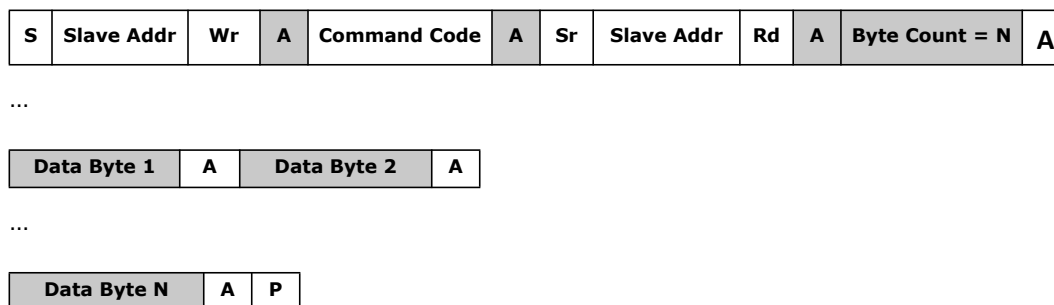 S Slave Addr Wr A Command Code A Sr Slave Addr Rd A Byte Count = N A
...
Data Byte 1 A Data Byte 2 A
...
Data Byte N A P